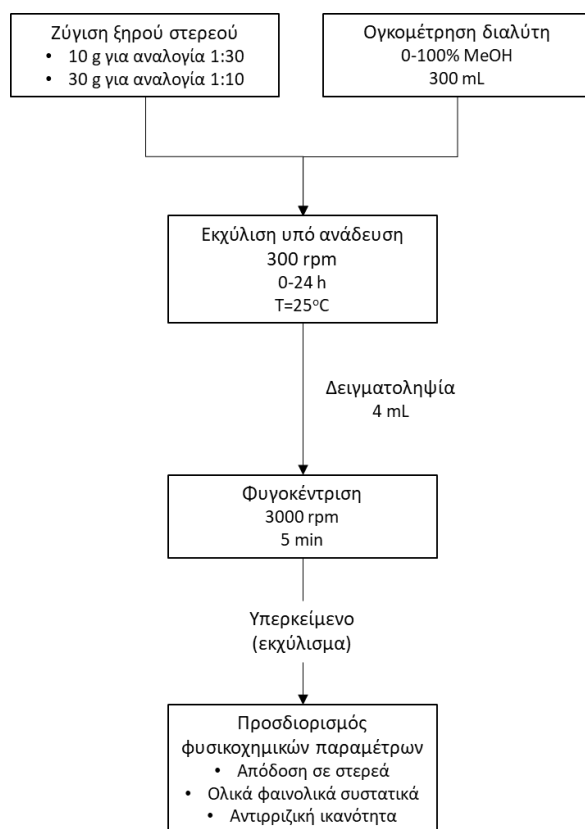 Ζύγιση ξηρού στερεού
• 10 g για αναλογία 1:30
• 30 g για αναλογία 1:10
Ογκομέτρηση διαλύτη
0-100% MeOH
300 mL
Εκχύλιση υπό ανάδευση
300 rpm
0-24 h
T=25°C
Δειγματοληψία
4 mL
Φυγοκέντριση
3000 rpm
5 min
Υπερκείμενο
(εκχύλισμα)
Προσδιορισμός
φυσικοχημικών παραμέτρων
• Απόδοση σε στερεά
• Ολικά φαινολικά συστατικά
• Αντιρριζική ικανότητα